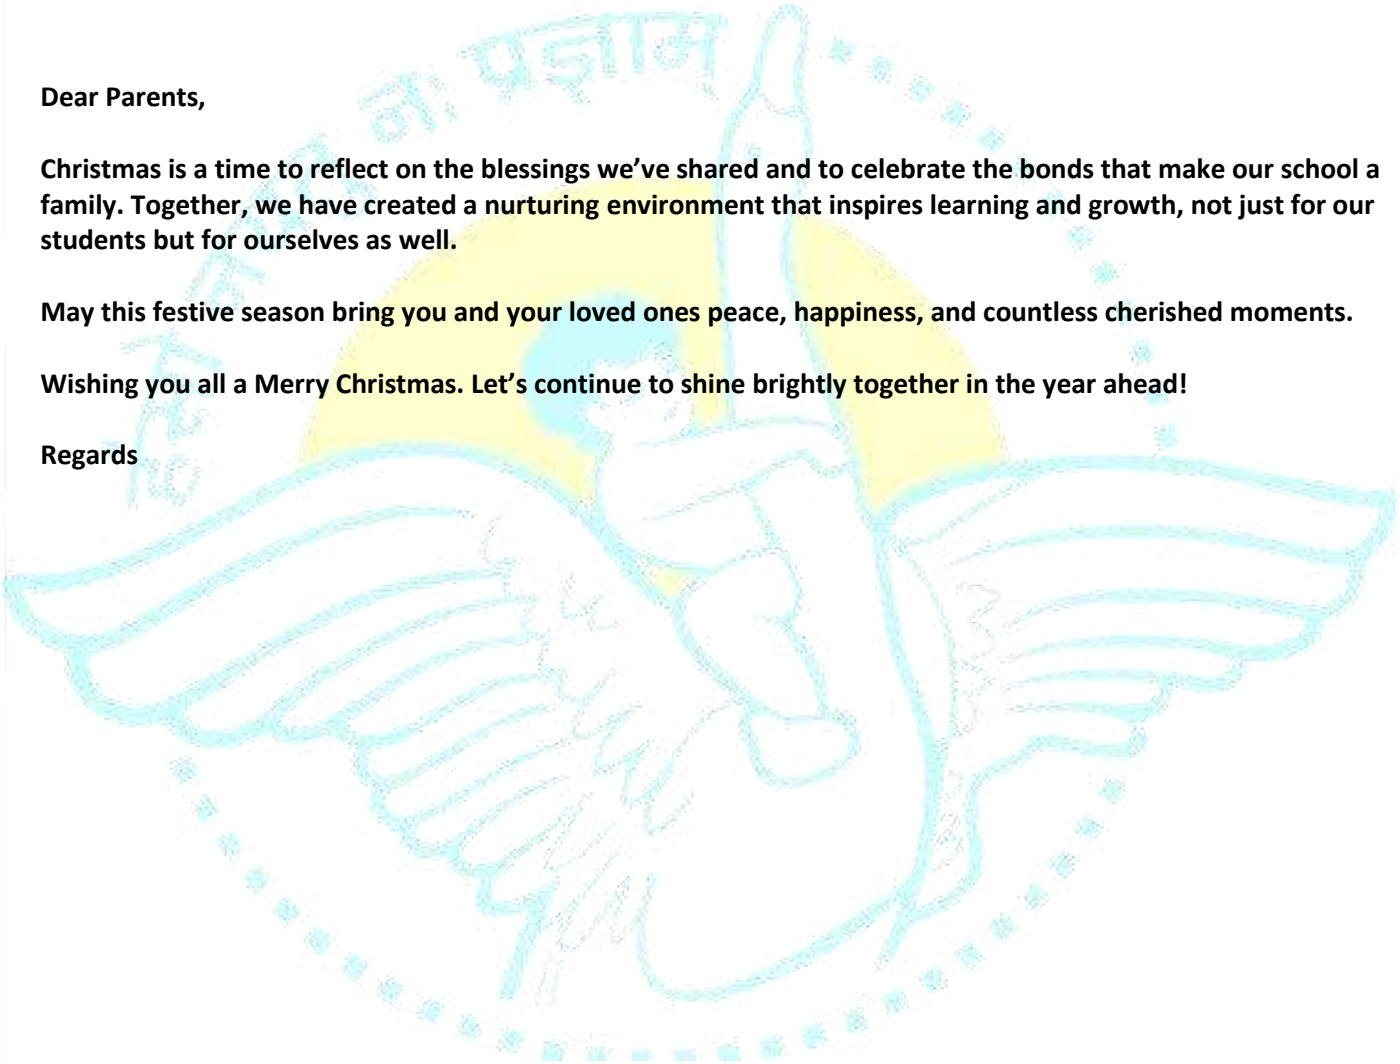 नयतु नः प्रज्ञाम्
Dear Parents,
Christmas is a time to reflect on the blessings we’ve shared and to celebrate the bonds that make our school a
family. Together, we have created a nurturing environment that inspires learning and growth, not just for our
students but for ourselves as well.
May this festive season bring you and your loved ones peace, happiness, and countless cherished moments.
Wishing you all a Merry Christmas. Let’s continue to shine brightly together in the year ahead!
Regards